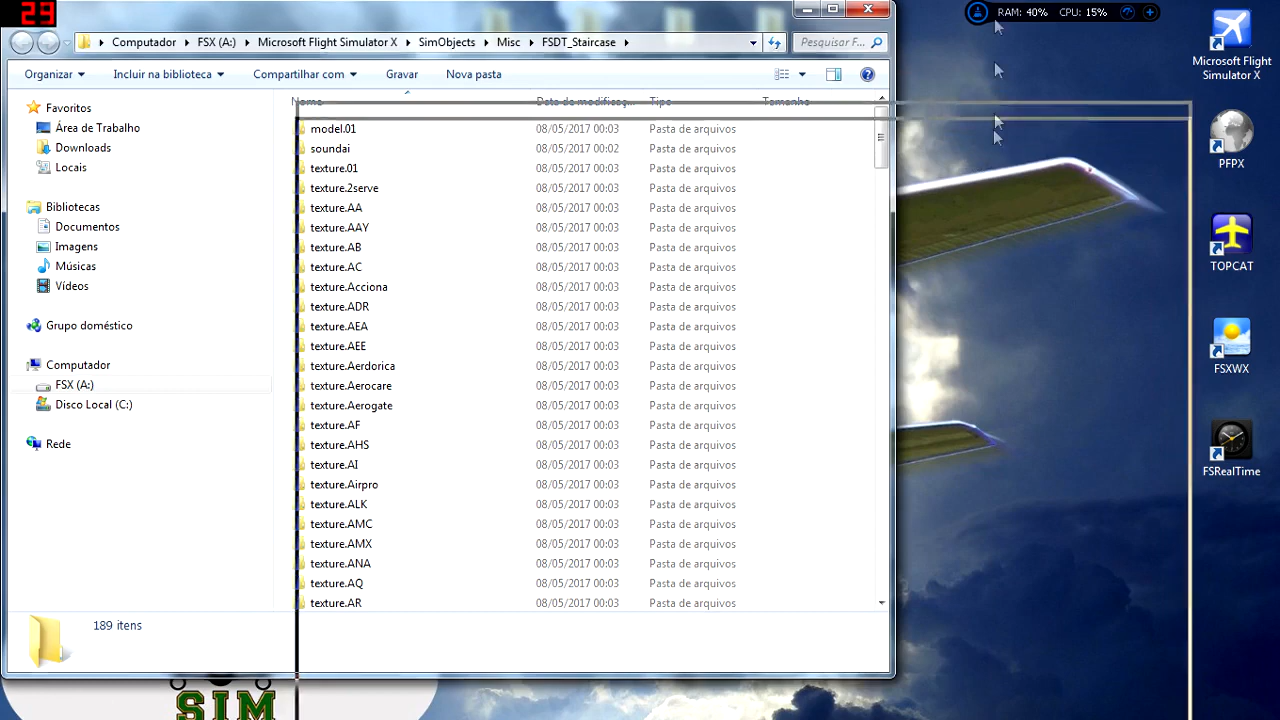 29
RAM: 40% CPU: 15%
Computador FSX (A:) Microsoft Flight Simulator X SimObjects Misc FSDT_Staircase
Pesquisar F...
Organizar Incluir na biblioteca Compartilhar com Gravar Nova pasta
Nome Data de modificaç... Tipo Tamanho
Favoritos
Área de Trabalho
Downloads
Locais
Bibliotecas
Documentos
Imagens
Músicas
Vídeos
Grupo doméstico
Computador
FSX (A:)
Disco Local (C:)
Rede
model.01 08/05/2017 00:03 Pasta de arquivos
soundai 08/05/2017 00:02 Pasta de arquivos
texture.01 08/05/2017 00:03 Pasta de arquivos
texture.2serve 08/05/2017 00:03 Pasta de arquivos
texture.AA 08/05/2017 00:03 Pasta de arquivos
texture.AAY 08/05/2017 00:03 Pasta de arquivos
texture.AB 08/05/2017 00:03 Pasta de arquivos
texture.AC 08/05/2017 00:03 Pasta de arquivos
texture.Acciona 08/05/2017 00:03 Pasta de arquivos
texture.ADR 08/05/2017 00:03 Pasta de arquivos
texture.AEA 08/05/2017 00:03 Pasta de arquivos
texture.AEE 08/05/2017 00:03 Pasta de arquivos
texture.Aerdorica 08/05/2017 00:03 Pasta de arquivos
texture.Aerocare 08/05/2017 00:03 Pasta de arquivos
texture.Aerogate 08/05/2017 00:03 Pasta de arquivos
texture.AF 08/05/2017 00:03 Pasta de arquivos
texture.AHS 08/05/2017 00:03 Pasta de arquivos
texture.AI 08/05/2017 00:03 Pasta de arquivos
texture.Airpro 08/05/2017 00:03 Pasta de arquivos
texture.ALK 08/05/2017 00:03 Pasta de arquivos
texture.AMC 08/05/2017 00:03 Pasta de arquivos
texture.AMX 08/05/2017 00:03 Pasta de arquivos
texture.ANA 08/05/2017 00:03 Pasta de arquivos
texture.AQ 08/05/2017 00:03 Pasta de arquivos
texture.AR 08/05/2017 00:03 Pasta de arquivos
189 itens
SIM
Microsoft Flight
Simulator X
PFPX
TOPCAT
FSXWX
FSRealTime